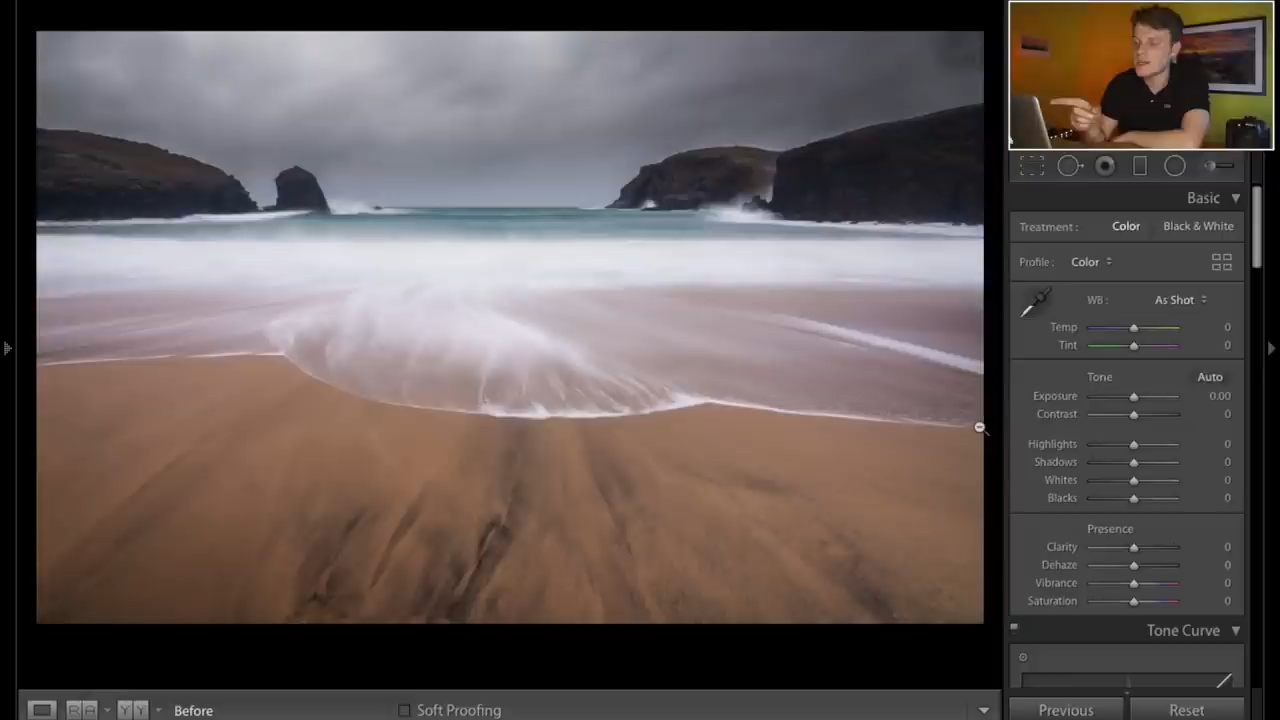 Basic
Treatment : Color Black & White
Profile : Color
WB : As Shot
Temp 0
Tint 0
Tone Auto
Exposure 0.00
Contrast 0
Highlights 0
Shadows 0
Whites 0
Blacks 0
Presence
Clarity 0
Dehaze 0
Vibrance 0
Saturation 0
Tone Curve
R A Y Y Before Soft Proofing Previous Reset